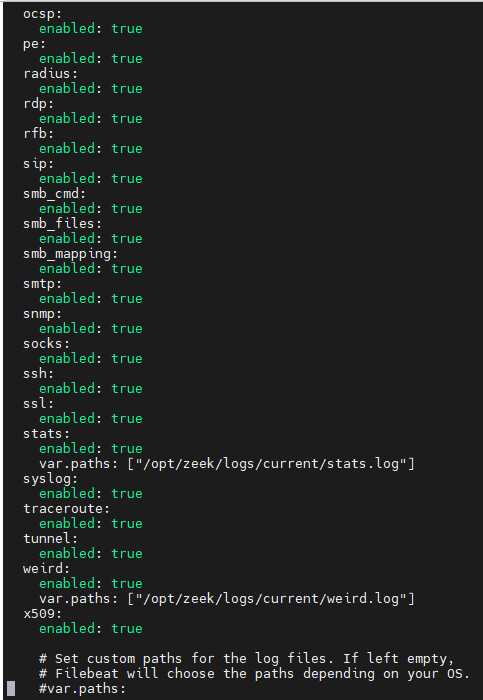 ocsp:
enabled: true
pe:
enabled: true
radius:
enabled: true
rdp:
enabled: true
rfb:
enabled: true
sip:
enabled: true
smb_cmd:
enabled: true
smb_files:
enabled: true
smb_mapping:
enabled: true
smtp:
enabled: true
snmp:
enabled: true
socks:
enabled: true
ssh:
enabled: true
ssl:
enabled: true
stats:
enabled: true
var.paths: ["/opt/zeek/logs/current/stats.log"]
syslog:
enabled: true
traceroute:
enabled: true
tunnel:
enabled: true
weird:
enabled: true
var.paths: ["/opt/zeek/logs/current/weird.log"]
x509:
enabled: true
# Set custom paths for the log files. If left empty,
# Filebeat will choose the paths depending on your OS.
#var.paths: